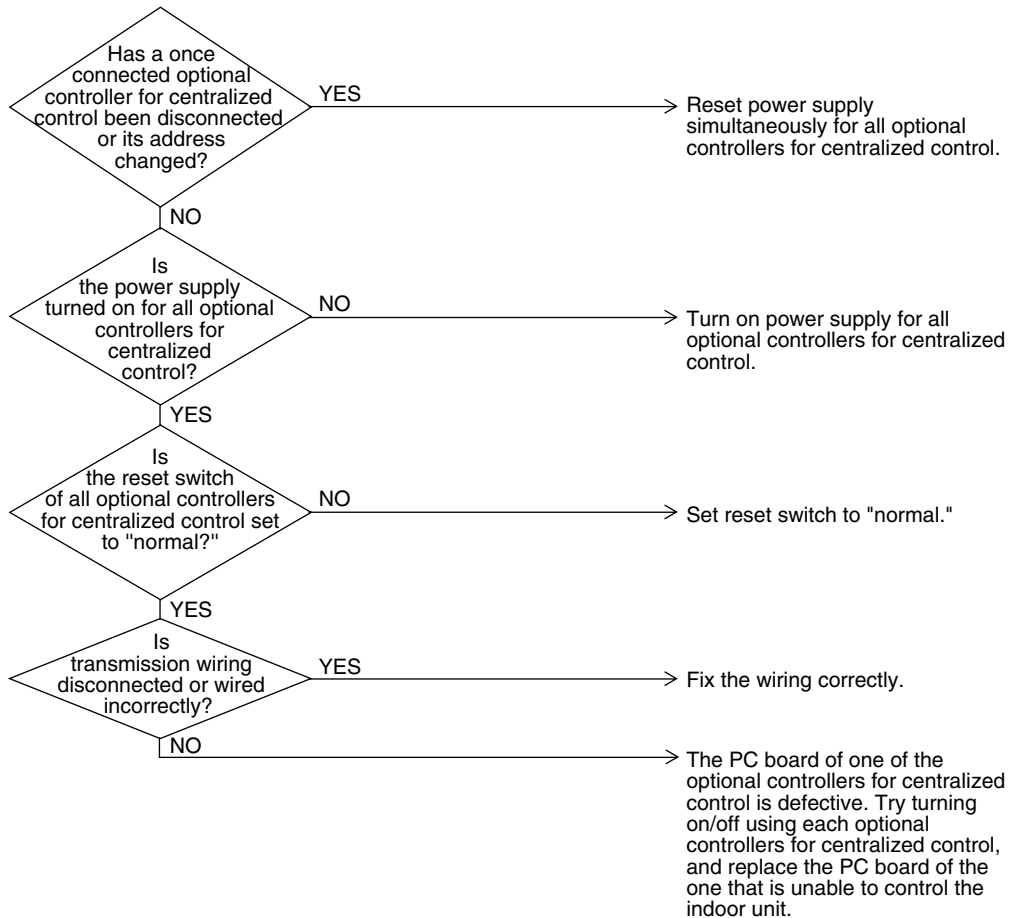 Has a once
connected optional
controller for centralized
control been disconnected
or its address
changed?
YES
Reset power supply
simultaneously for all optional
controllers for centralized control.
NO
Is
the power supply
turned on for all optional
controllers for
centralized
control?
NO
Turn on power supply for all
optional controllers for centralized
control.
YES
Is
the reset switch
of all optional controllers
for centralized control set
to "normal?"
NO
Set reset switch to "normal."
YES
Is
transmission wiring
disconnected or wired
incorrectly?
YES
Fix the wiring correctly.
NO
The PC board of one of the
optional controllers for centralized
control is defective. Try turning
on/off using each optional
controllers for centralized control,
and replace the PC board of the
one that is unable to control the
indoor unit.